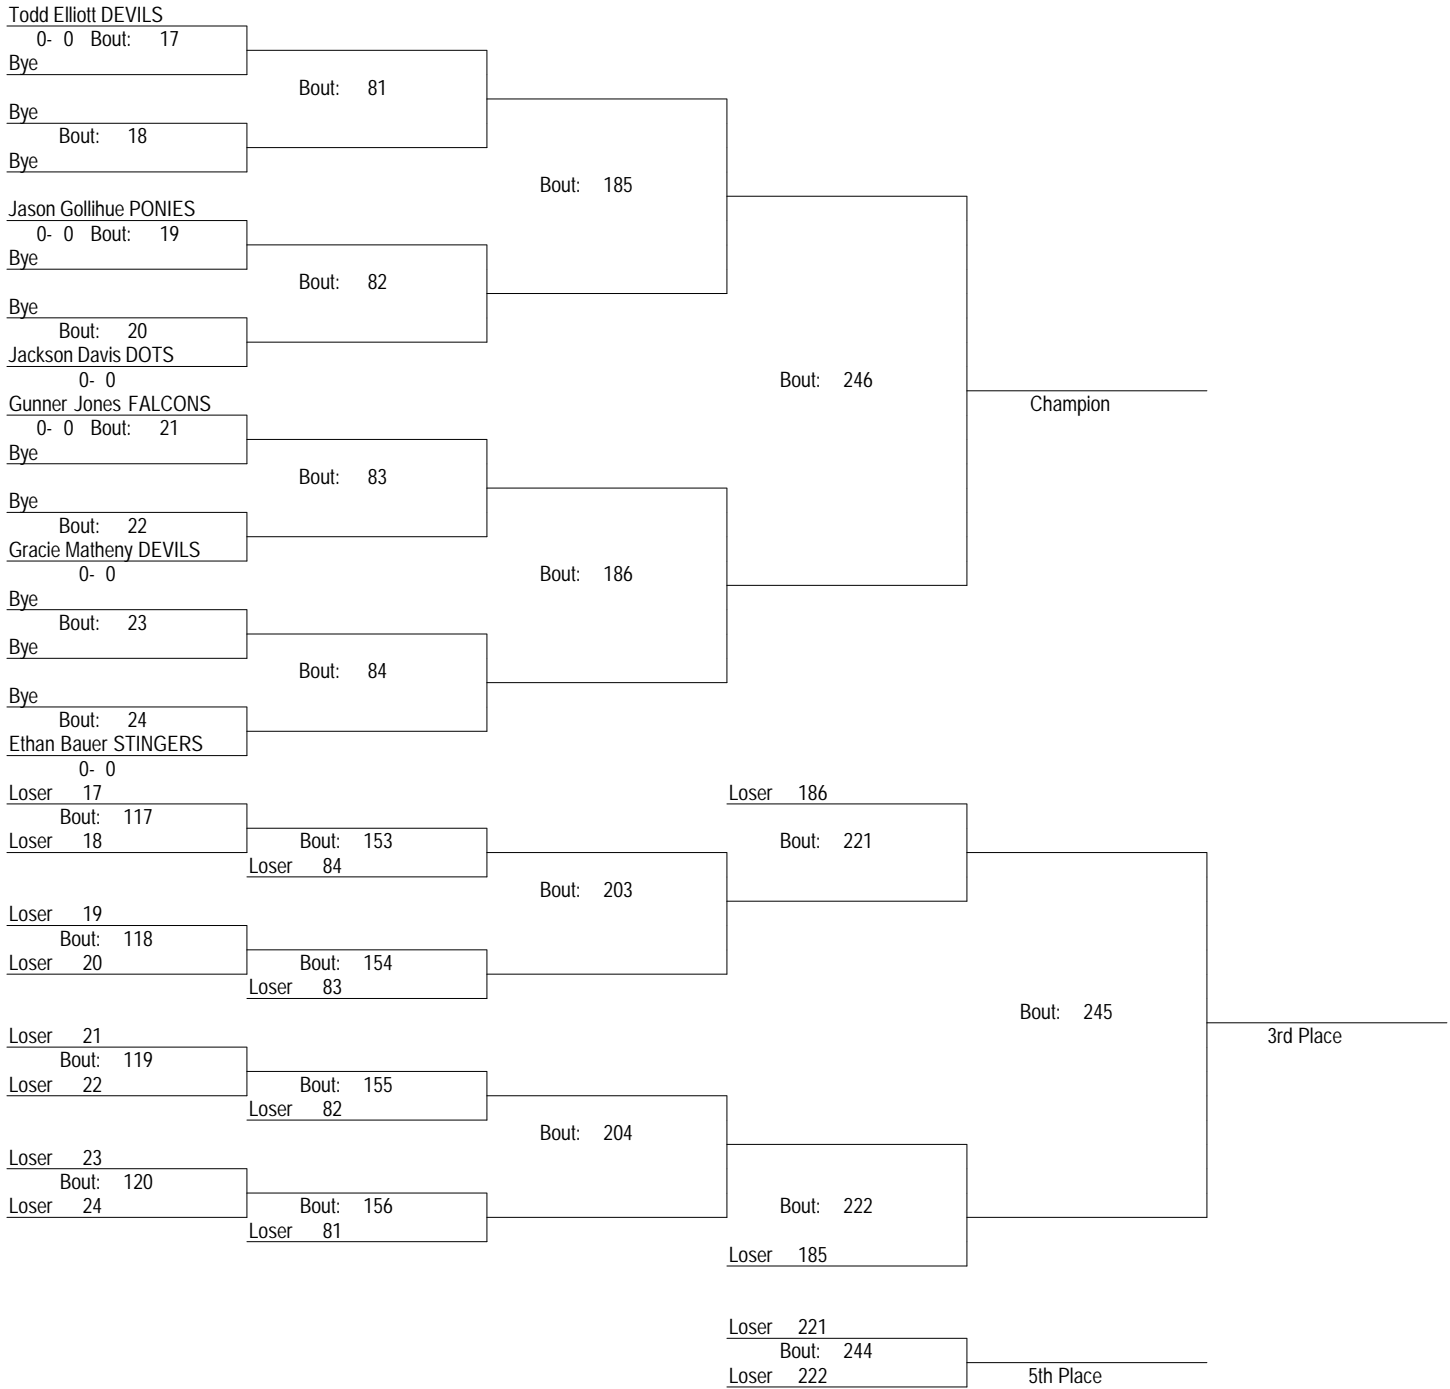 Todd Elliott DEVILS
0- 0 Bout: 17
Bye
Bout: 81
Bye
Bout: 18
Bye
Bout: 185
Jason Gollihue PONIES
0- 0 Bout: 19
Bye
Bout: 82
Bye
Bout: 20
Jackson Davis DOTS
0- 0
Bout: 246
Gunner Jones FALCONS
Champion
0- 0 Bout: 21
Bye
Bout: 83
Bye
Bout: 22
Gracie Matheny DEVILS
0- 0
Bout: 186
Bye
Bout: 23
Bye
Bout: 84
Bye
Bout: 24
Ethan Bauer STINGERS
0- 0
Loser 17
Loser 186
Bout: 117
Loser 18
Bout: 153
Bout: 221
Loser 84
Bout: 203
Loser 19
Bout: 118
Loser 20
Bout: 154
Loser 83
Bout: 245
Loser 21
3rd Place
Bout: 119
Loser 22
Bout: 155
Loser 82
Bout: 204
Loser 23
Bout: 120
Loser 24
Bout: 156
Bout: 222
Loser 81
Loser 185
Loser 221
Bout: 244
Loser 222
5th Place